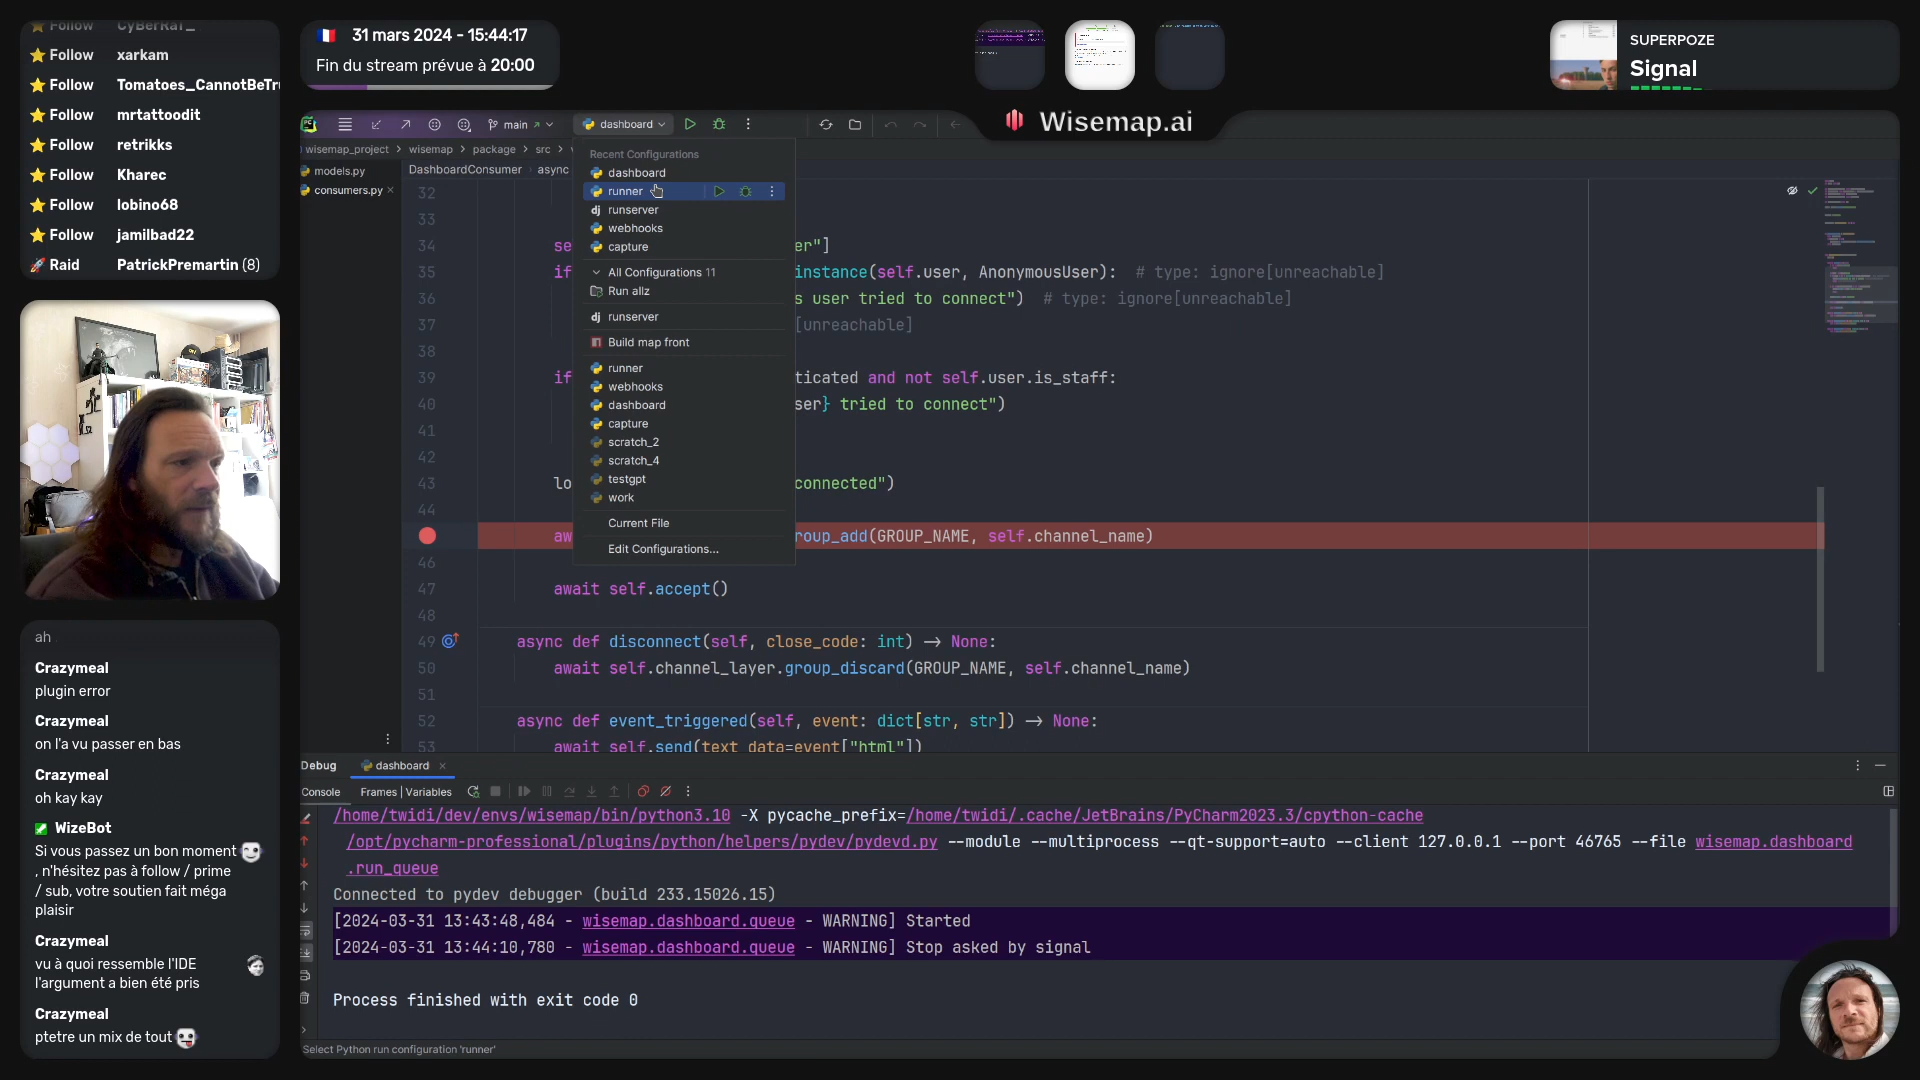 Follow CyBerRaT_
Follow xarkam
Follow Tomatoes_CannotBeTr
Follow mrtattoodit
Follow retrikks
Follow Kharec
Follow lobino68
Follow jamilbad22
Raid PatrickPremartin (8)
31 mars 2024 - 15:44:17
Fin du stream prévue à 20:00
SUPERPOZE
Signal
Wisemap.ai
main
dashboard
wisemap_project > wisemap > package > src >
models.py
consumers.py
DashboardConsumer async
Recent Configurations
dashboard
runner
runserver
webhooks
capture
All Configurations 11
Run allz
runserver
Build map front
runner
webhooks
dashboard
capture
scratch_2
scratch_4
testgpt
work
Current File
Edit Configurations...
32
33
34 se er"]
35 if instance(self.user, AnonymousUser): # type: ignore[unreachable]
36 s user tried to connect") # type: ignore[unreachable]
37 [unreachable]
38
39 if ticated and not self.user.is_staff:
40 ser} tried to connect")
41
42
43 lo connected")
44
aw roup_add(GROUP_NAME, self.channel_name)
46
47 await self.accept()
48
49 async def disconnect(self, close_code: int) -> None:
50 await self.channel_layer.group_discard(GROUP_NAME, self.channel_name)
51
52 async def event_triggered(self, event: dict[str, str]) -> None:
53 await self.send(text_data=event["html"])
Debug dashboard
Console Frames | Variables
/home/twidi/dev/envs/wisemap/bin/python3.10 -X pycache_prefix=/home/twidi/.cache/JetBrains/PyCharm2023.3/cpython-cache
/opt/pycharm-professional/plugins/python/helpers/pydev/pydevd.py --module --multiprocess --qt-support=auto --client 127.0.0.1 --port 46765 --file wisemap.dashboard
.run_queue
Connected to pydev debugger (build 233.15026.15)
[2024-03-31 13:43:48,484 - wisemap.dashboard.queue - WARNING] Started
[2024-03-31 13:44:10,780 - wisemap.dashboard.queue - WARNING] Stop asked by signal
Process finished with exit code 0
Select Python run configuration 'runner'
ah
Crazymeal
plugin error
Crazymeal
on l'a vu passer en bas
Crazymeal
oh kay kay
WizeBot
Si vous passez un bon moment
, n'hésitez pas à follow / prime
/ sub, votre soutien fait méga
plaisir
Crazymeal
vu à quoi ressemble l'IDE
l'argument a bien été pris
Crazymeal
ptetre un mix de tout